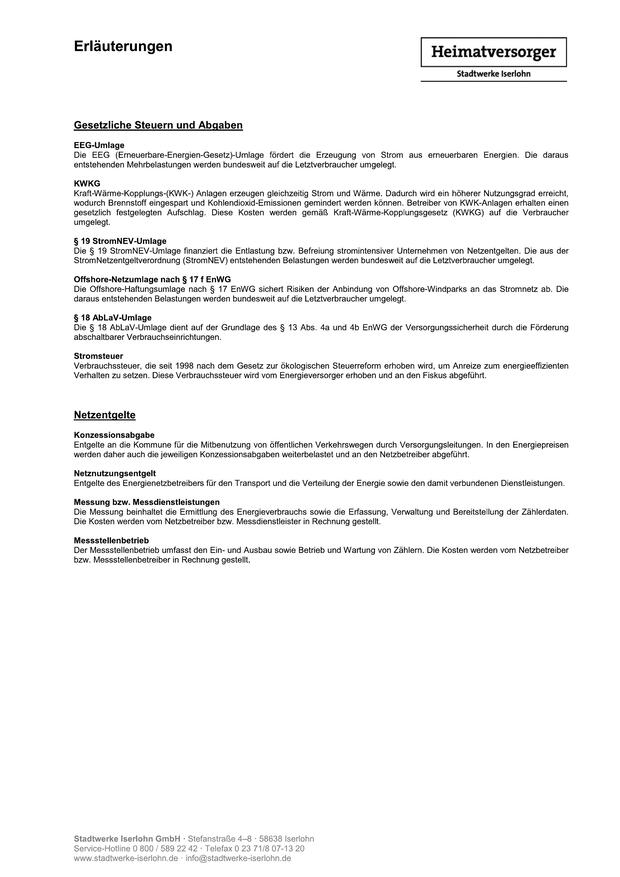 Erläuterungen
Heimatversorger
Stadtwerke Iserlohn
Gesetzliche Steuern und Abgaben
EEG-Umlage
Die EEG (Erneuerbare-Energien-Gesetz)-Umlage fördert die Erzeugung von Strom aus erneuerbaren Energien. Die daraus
entstehenden Mehrbelastungen werden bundesweit auf die Letztverbraucher umgelegt.
KWKG
Kraft-Wärme-Kopplungs-(KWK-) Anlagen erzeugen gleichzeitig Strom und Wärme. Dadurch wird ein höherer Nutzungsgrad erreicht,
wodurch Brennstoff eingespart und Kohlendioxid-Emissionen gemindert werden können. Betreiber von KWK-Anlagen erhalten einen
gesetzlich festgelegten Aufschlag. Diese Kosten werden gemäß Kraft-Wärme-Kopplungsgesetz (KWKG) auf die Verbraucher
umgelegt.
§ 19 StromNEV-Umlage
Die § 19 StromNEV-Umlage finanziert die Entlastung bzw. Befreiung stromintensiver Unternehmen von Netzentgelten. Die aus der
StromNetzentgeltverordnung (StromNEV) entstehenden Belastungen werden bundesweit auf die Letztverbraucher umgelegt.
Offshore-Netzumlage nach § 17 f EnWG
Die Offshore-Haftungsumlage nach § 17 EnWG sichert Risiken der Anbindung von Offshore-Windparks an das Stromnetz ab. Die
daraus entstehenden Belastungen werden bundesweit auf die Letztverbraucher umgelegt.
§ 18 AbLaV-Umlage
Die § 18 AbLaV-Umlage dient auf der Grundlage des § 13 Abs. 4a und 4b EnWG der Versorgungssicherheit durch die Förderung
abschaltbarer Verbrauchseinrichtungen.
Stromsteuer
Verbrauchssteuer, die seit 1998 nach dem Gesetz zur ökologischen Steuerreform erhoben wird, um Anreize zum energieeffizienten
Verhalten zu setzen. Diese Verbrauchssteuer wird vom Energieversorger erhoben und an den Fiskus abgeführt.
Netzentgelte
Konzessionsabgabe
Entgelte an die Kommune für die Mitbenutzung von öffentlichen Verkehrswegen durch Versorgungsleitungen. In den Energiepreisen
werden daher auch die jeweiligen Konzessionsabgaben weiterbelastet und an den Netzbetreiber abgeführt.
Netznutzungsentgelt
Entgelte des Energienetzbetreibers für den Transport und die Verteilung der Energie sowie den damit verbundenen Dienstleistungen.
Messung bzw. Messdienstleistungen
Die Messung beinhaltet die Ermittlung des Energieverbrauchs sowie die Erfassung, Verwaltung und Bereitstellung der Zählerdaten.
Die Kosten werden vom Netzbetreiber bzw. Messdienstleister in Rechnung gestellt.
Messstellenbetrieb
Der Messstellenbetrieb umfasst den Ein- und Ausbau sowie Betrieb und Wartung von Zählern. Die Kosten werden vom Netzbetreiber
bzw. Messstellenbetreiber in Rechnung gestellt.
Stadtwerke Iserlohn GmbH · Stefanstraße 4–8 · 58638 Iserlohn
Service-Hotline 0 800 / 589 22 42 · Telefax 0 23 71/8 07-13 20
www.stadtwerke-iserlohn.de · info@stadtwerke-iserlohn.de